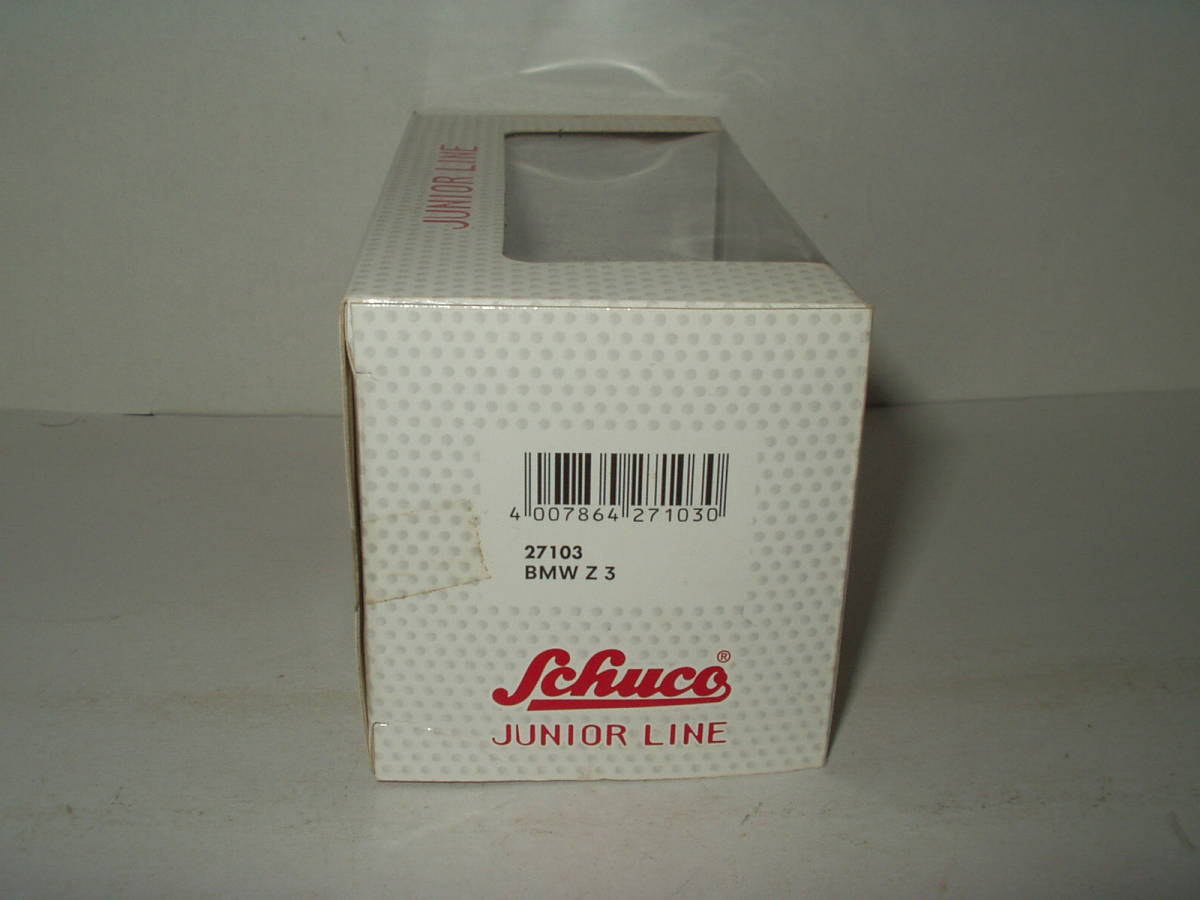 JUNIOR LINE
4 007864 271030
27103
BMW Z 3
Schuco®
JUNIOR LINE